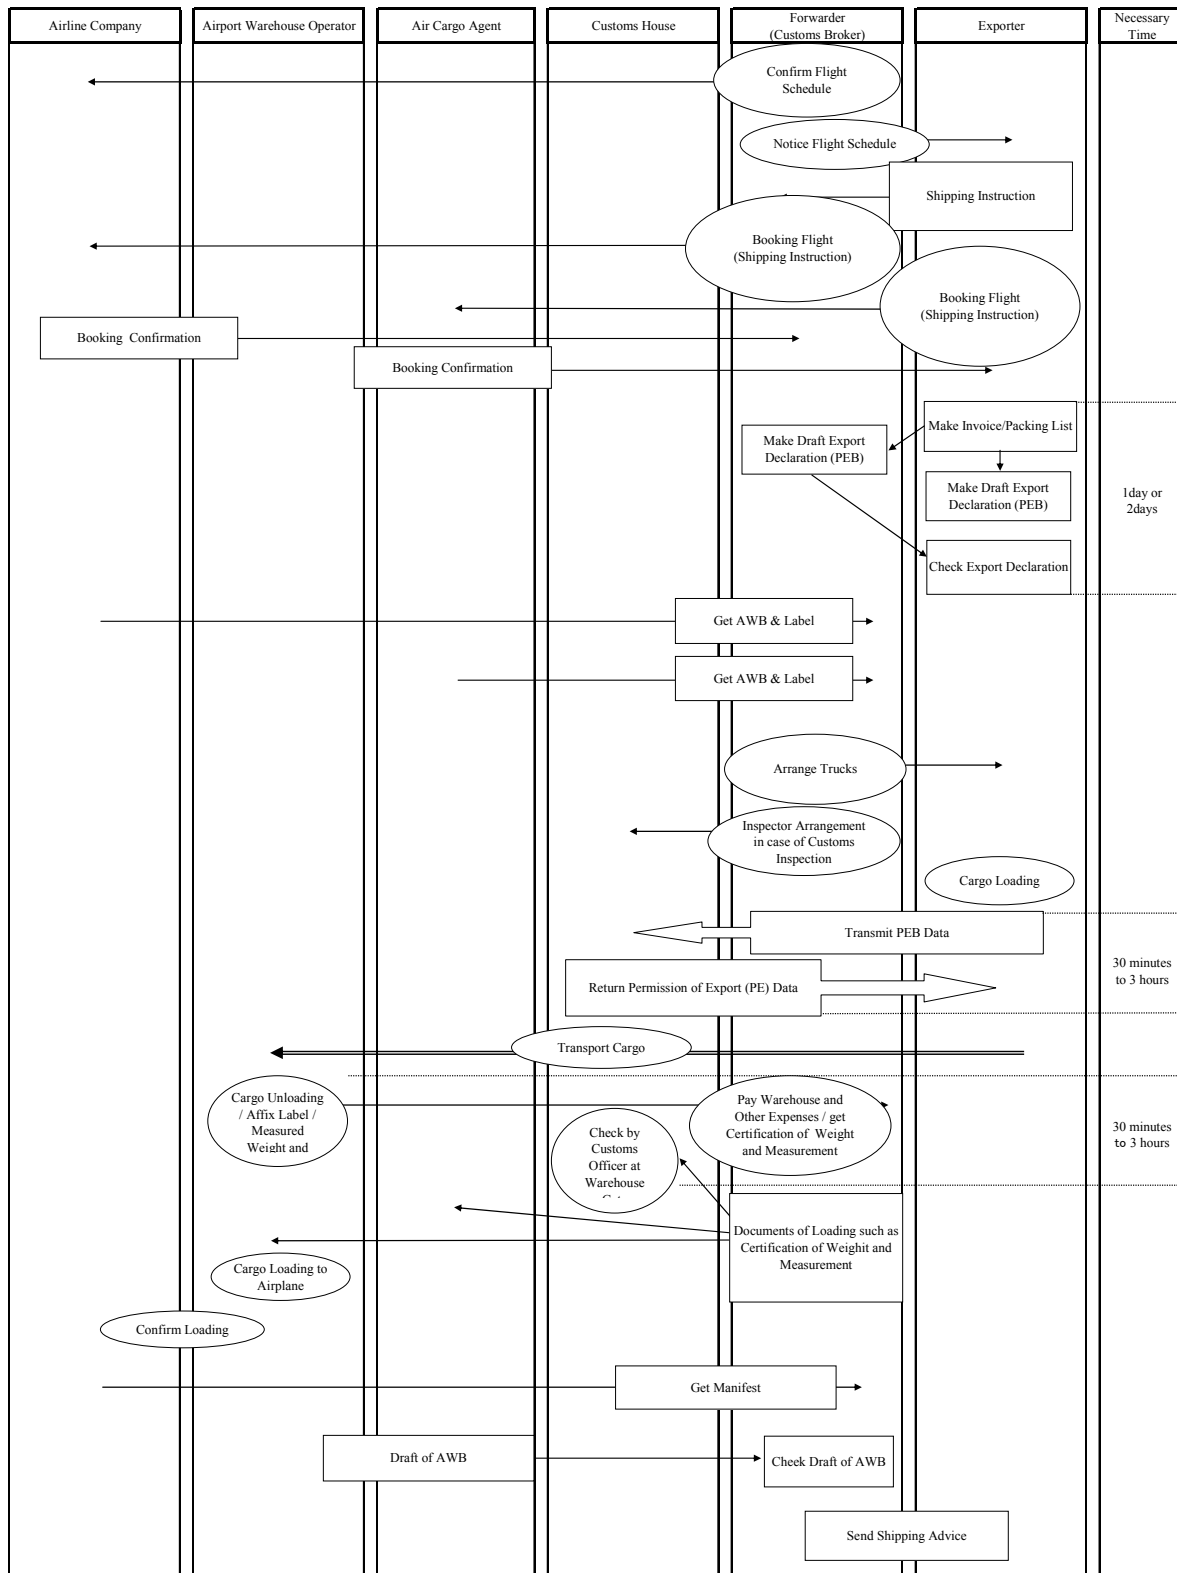 Airline Company
Airport Warehouse Operator
Air Cargo Agent
Customs House
Forwarder
(Customs Broker)
Exporter
Necessary
Time
Confirm Flight
Schedule
Notice Flight Schedule
Shipping Instruction
Booking Flight
(Shipping Instruction)
Booking Flight
(Shipping Instruction)
Booking Confirmation
Booking Confirmation
Make Invoice/Packing List
Make Draft Export
Declaration (PEB)
Make Draft Export
Declaration (PEB)
1day or
2days
Check Export Declaration
Get AWB & Label
Get AWB & Label
Arrange Trucks
Inspector Arrangement
in case of Customs
Inspection
Cargo Loading
Transmit PEB Data
30 minutes
to 3 hours
Return Permission of Export (PE) Data
Transport Cargo
Cargo Unloading
/ Affix Label /
Measured
Weight and
Pay Warehouse and
Other Expenses / get
Certification of Weight
and Measurement
30 minutes
to 3 hours
Check by
Customs
Officer at
Warehouse
Documents of Loading such as
Certification of Weighit and
Measurement
Cargo Loading to
Airplane
Confirm Loading
Get Manifest
Draft of AWB
Cheek Draft of AWB
Send Shipping Advice